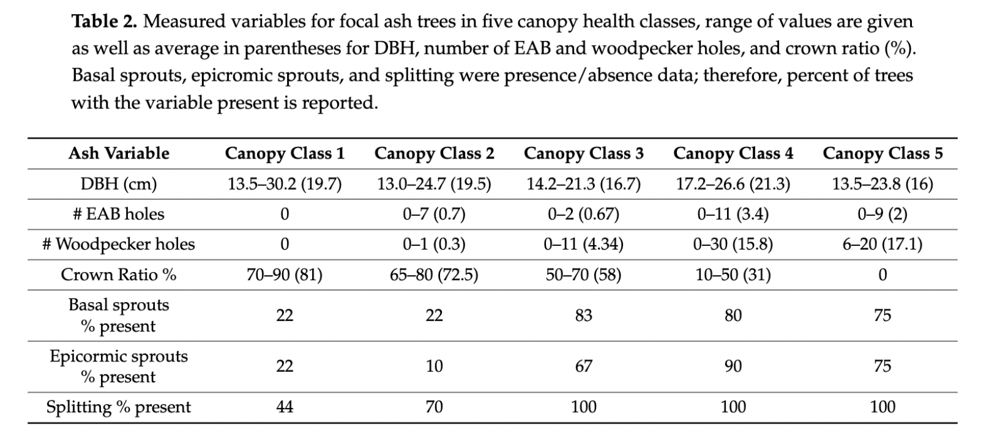 Table 2. Measured variables for focal ash trees in five canopy health classes, range of values are given
as well as average in parentheses for DBH, number of EAB and woodpecker holes, and crown ratio (%).
Basal sprouts, epicromic sprouts, and splitting were presence/absence data; therefore, percent of trees
with the variable present is reported.
Ash Variable Canopy Class 1 Canopy Class 2 Canopy Class 3 Canopy Class 4 Canopy Class 5
DBH (cm) 13.5–30.2 (19.7) 13.0–24.7 (19.5) 14.2–21.3 (16.7) 17.2–26.6 (21.3) 13.5–23.8 (16)
# EAB holes 0 0–7 (0.7) 0–2 (0.67) 0–11 (3.4) 0–9 (2)
# Woodpecker holes 0 0–1 (0.3) 0–11 (4.34) 0–30 (15.8) 6–20 (17.1)
Crown Ratio % 70–90 (81) 65–80 (72.5) 50–70 (58) 10–50 (31) 0
Basal sprouts
% present 22 22 83 80 75
Epicormic sprouts
% present 22 10 67 90 75
Splitting % present 44 70 100 100 100